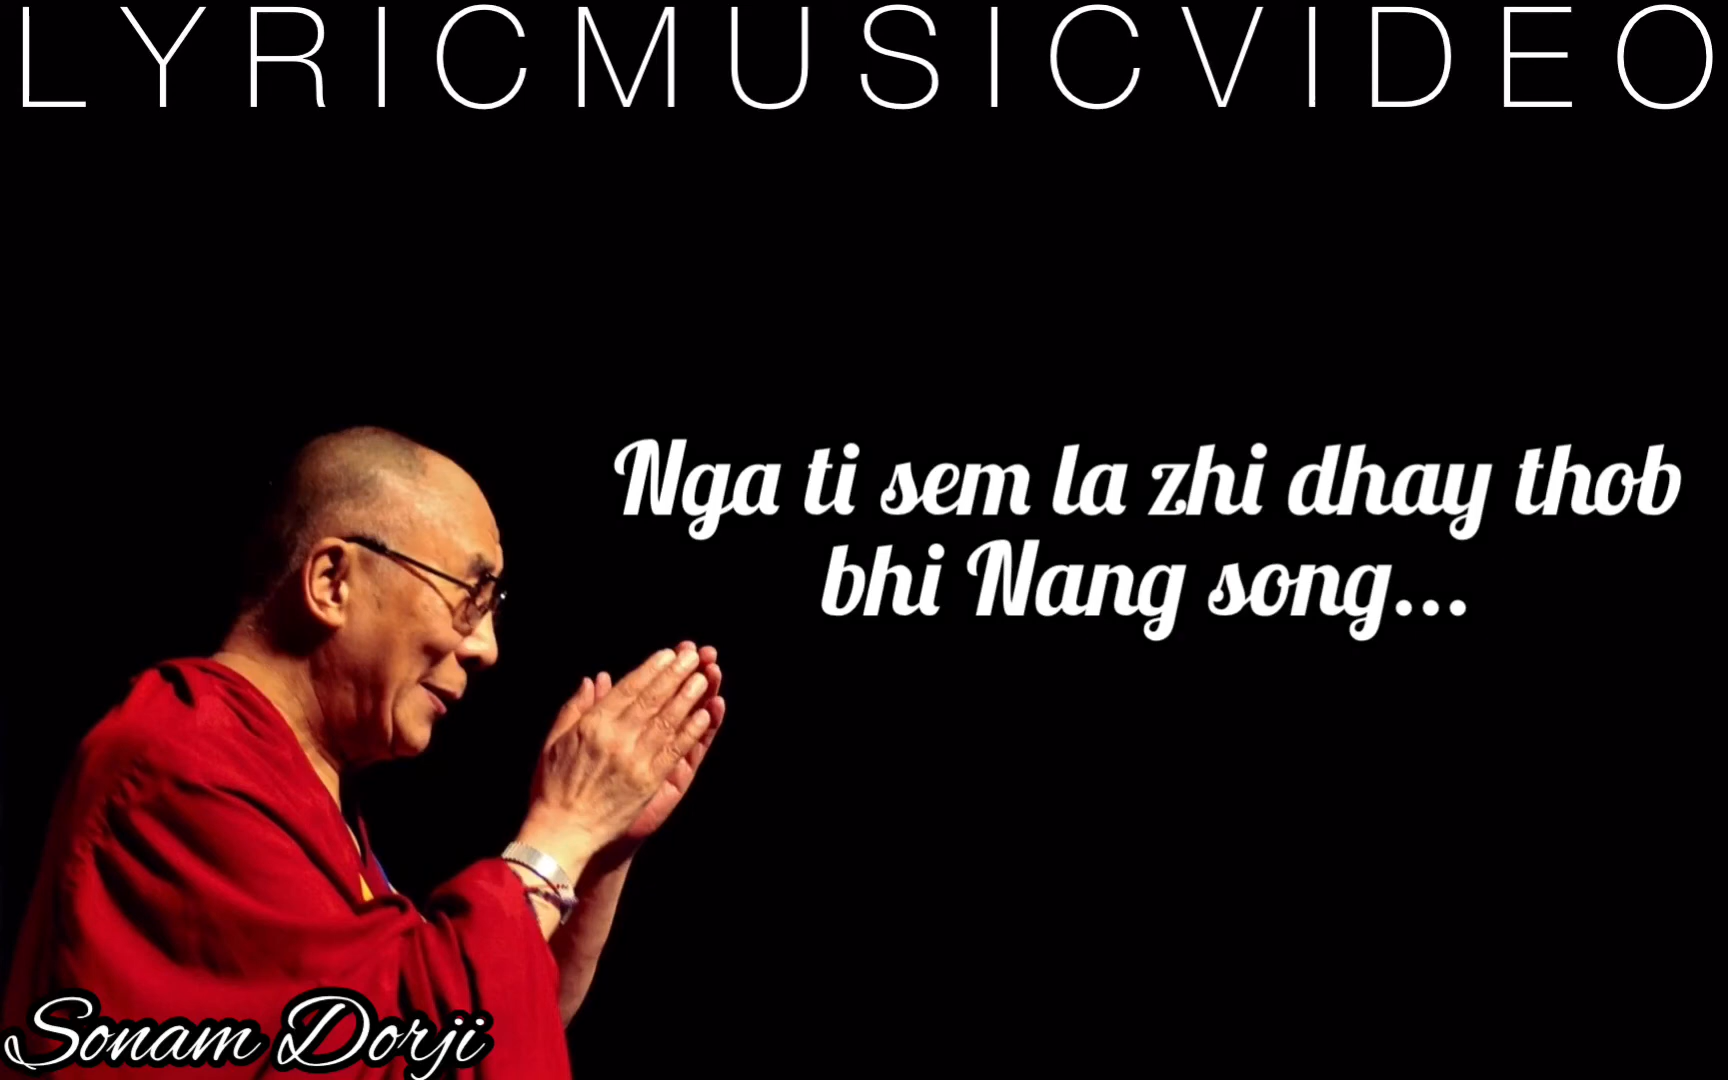 LYRICMUSICVIDEO
Nga ti sem la zhi dhay thob
bhi Nang song...
Sonam Dorji